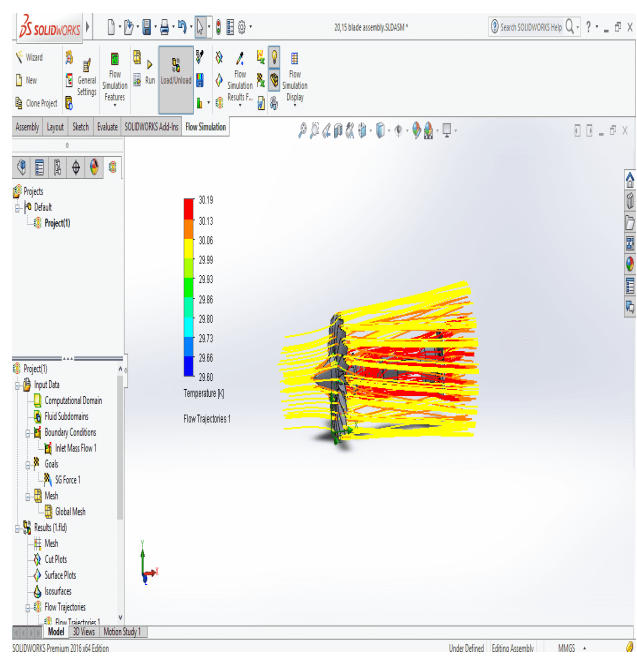 SOLIDWORKS
20,15 blade assembly.SLDASM *
Search SOLIDWORKS Help
Wizard
New
Clone Project
General Settings
Flow Simulation Features
Run
Load/Unload
Flow Simulation Results F...
Flow Simulation Display
Assembly Layout Sketch Evaluate SOLIDWORKS Add-Ins Flow Simulation
Projects
Default
Project(1)
30.19
30.13
30.06
29.99
29.93
29.86
29.80
29.73
29.66
29.60
Temperature [K]
Flow Trajectories 1
Project(1)
Input Data
Computational Domain
Fluid Subdomains
Boundary Conditions
Inlet Mass Flow 1
Goals
SG Force 1
Mesh
Global Mesh
Results (1.fld)
Mesh
Cut Plots
Surface Plots
Isosurfaces
Flow Trajectories
Flow Trajectories 1
Model 3D Views Motion Study 1
SOLIDWORKS Premium 2016 x64 Edition
Under Defined Editing Assembly MMGS